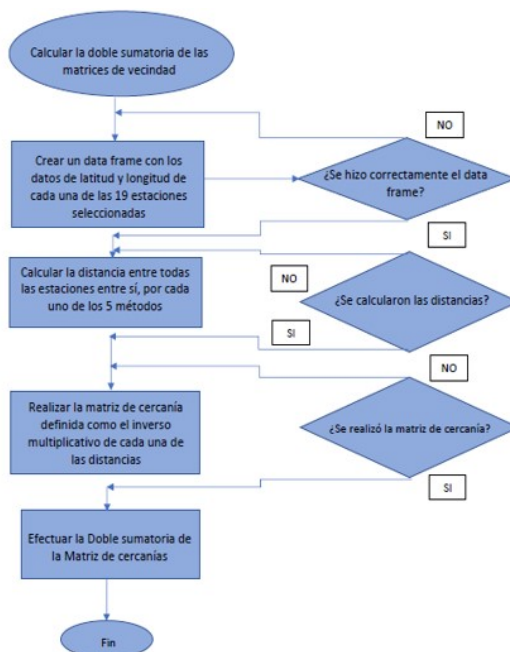 Calcular la doble sumatoria de las
matrices de vecindad
NO
Crear un data frame con los
datos de latitud y longitud de
cada una de las 19 estaciones
seleccionadas
¿Se hizo correctamente el data
frame?
SI
Calcular la distancia entre todas
las estaciones entre sí, por cada
uno de los 5 métodos
NO
¿Se calcularon las distancias?
SI
NO
Realizar la matriz de cercanía
definida como el inverso
multiplicativo de cada una de
las distancias
¿Se realizó la matriz de cercanía?
SI
Efectuar la Doble sumatoria de
la Matriz de cercanías
Fin